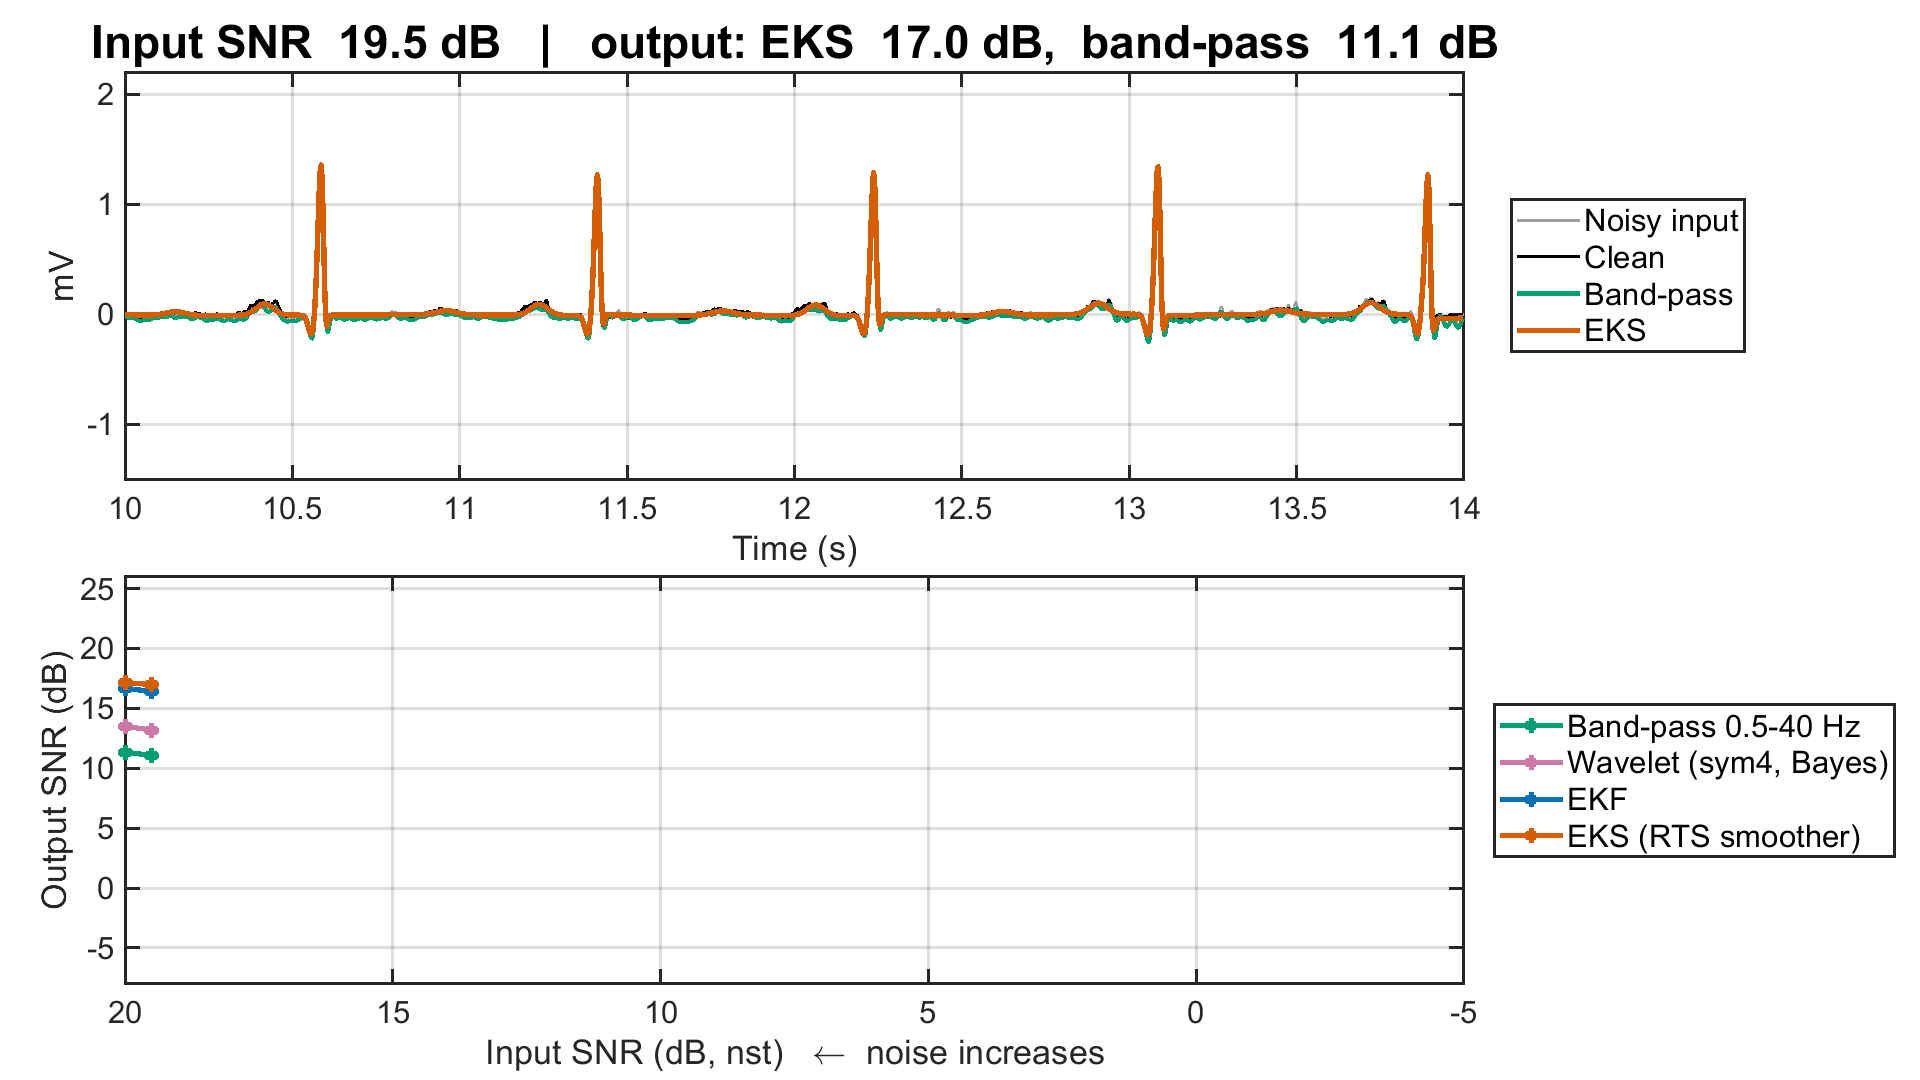 Input SNR  19.5 dB   |   output: EKS  17.0 dB,  band-pass  11.1 dB
2
1
0
-1
mV
10 10.5 11 11.5 12 12.5 13 13.5 14
Time (s)
Noisy input
Clean
Band-pass
EKS
25
20
15
10
5
0
-5
Output SNR (dB)
20 15 10 5 0 -5
Input SNR (dB, nst)   ←  noise increases
Band-pass 0.5-40 Hz
Wavelet (sym4, Bayes)
EKF
EKS (RTS smoother)